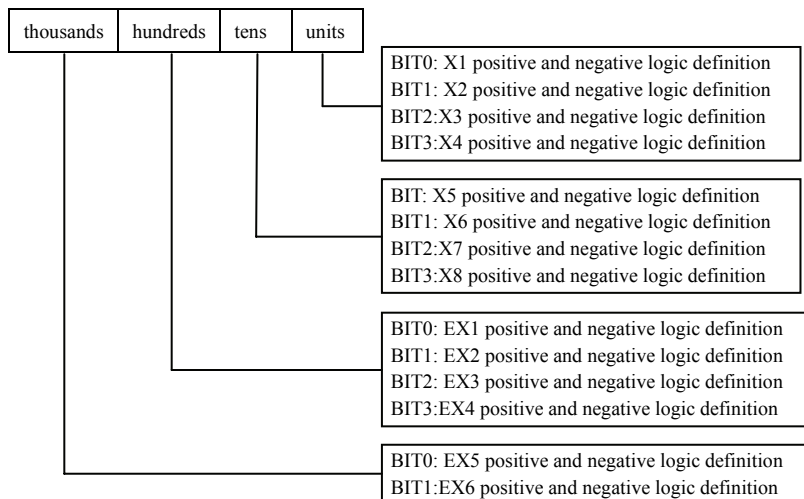 thousands hundreds tens units
BIT0: X1 positive and negative logic definition
BIT1: X2 positive and negative logic definition
BIT2:X3 positive and negative logic definition
BIT3:X4 positive and negative logic definition
BIT: X5 positive and negative logic definition
BIT1: X6 positive and negative logic definition
BIT2:X7 positive and negative logic definition
BIT3:X8 positive and negative logic definition
BIT0: EX1 positive and negative logic definition
BIT1: EX2 positive and negative logic definition
BIT2: EX3 positive and negative logic definition
BIT3:EX4 positive and negative logic definition
BIT0: EX5 positive and negative logic definition
BIT1:EX6 positive and negative logic definition